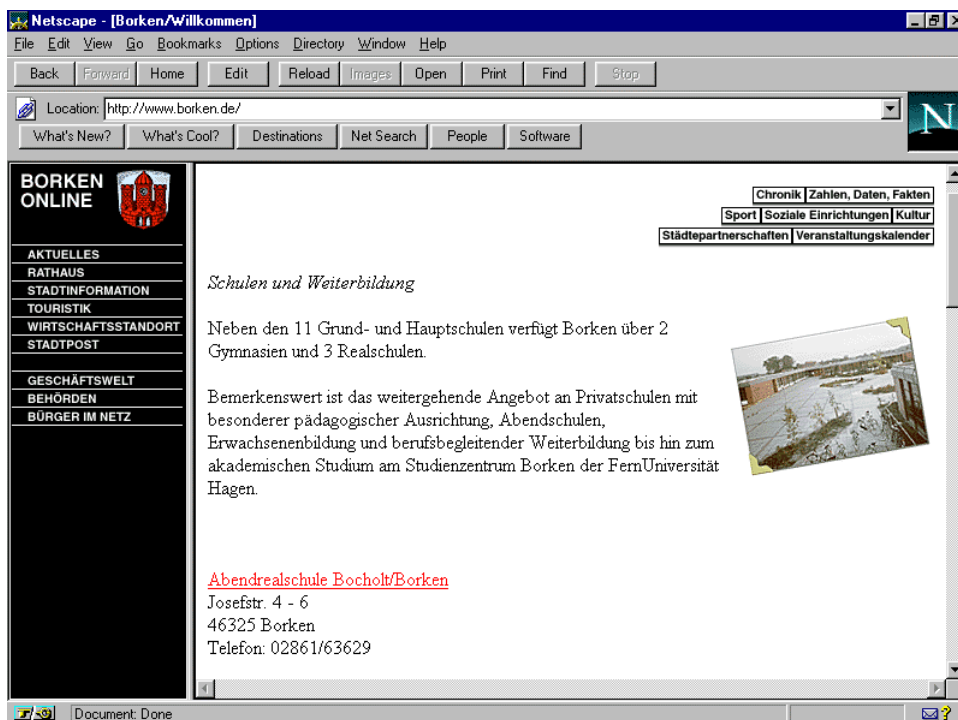 Netscape - [Borken/Willkommen]
File Edit View Go Bookmarks Options Directory Window Help
Back Forward Home Edit Reload Images Open Print Find Stop
Location: http://www.borken.de/
What's New? What's Cool? Destinations Net Search People Software
N
BORKEN
ONLINE
AKTUELLES
RATHAUS
STADTINFORMATION
TOURISTIK
WIRTSCHAFTSSTANDORT
STADTPOST
GESCHÄFTSWELT
BEHÖRDEN
BÜRGER IM NETZ
Chronik Zahlen, Daten, Fakten
Sport Soziale Einrichtungen Kultur
Städtepartnerschaften Veranstaltungskalender
Schulen und Weiterbildung
Neben den 11 Grund- und Hauptschulen verfügt Borken über 2
Gymnasien und 3 Realschulen.
Bemerkenswert ist das weitergehende Angebot an Privatschulen mit
besonderer pädagogischer Ausrichtung, Abendschulen,
Erwachsenenbildung und berufsbegleitender Weiterbildung bis hin zum
akademischen Studium am Studienzentrum Borken der FernUniversität
Hagen.
Abendrealschule Bocholt/Borken
Josefstr. 4 - 6
46325 Borken
Telefon: 02861/63629
Document: Done